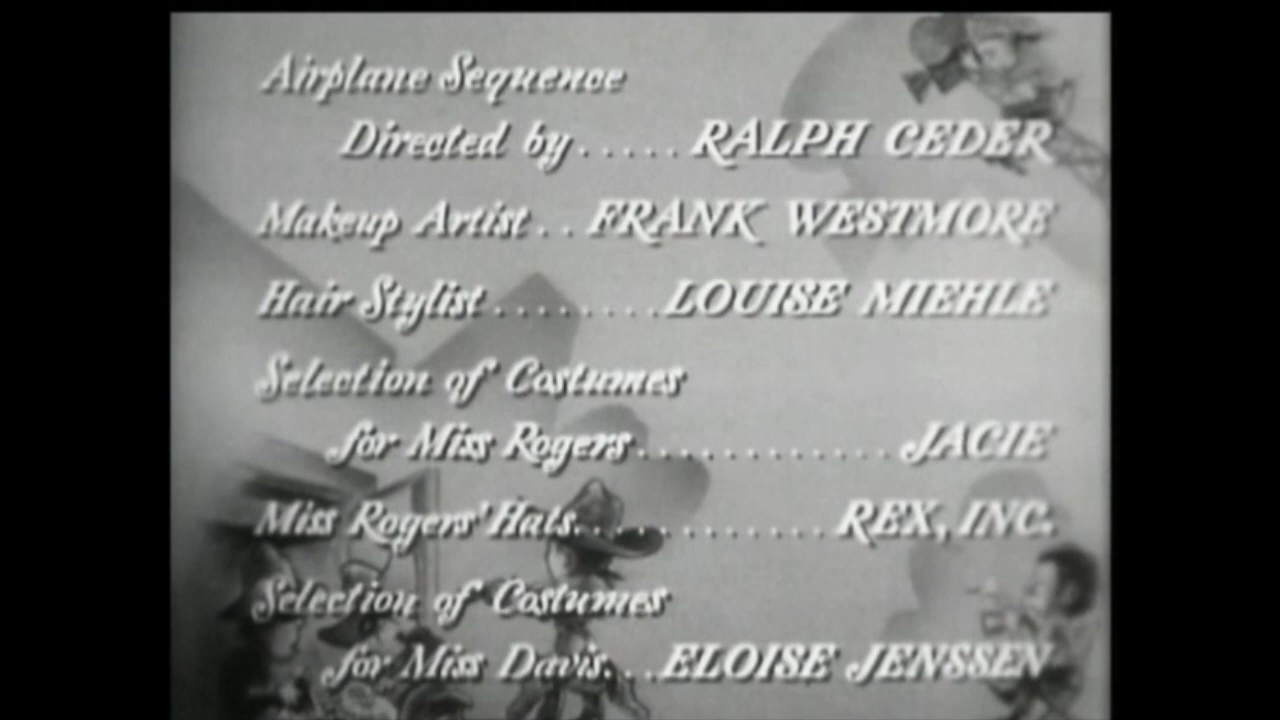 Airplane Sequence
Directed by.....RALPH CEDER
Makeup Artist..FRANK WESTMORE
Hair Stylist........LOUISE MIEHLE
Selection of Costumes
for Miss Rogers............JACIE
Miss Rogers' Hats............REX, INC.
Selection of Costumes
for Miss Davis...ELOISE JENSSEN